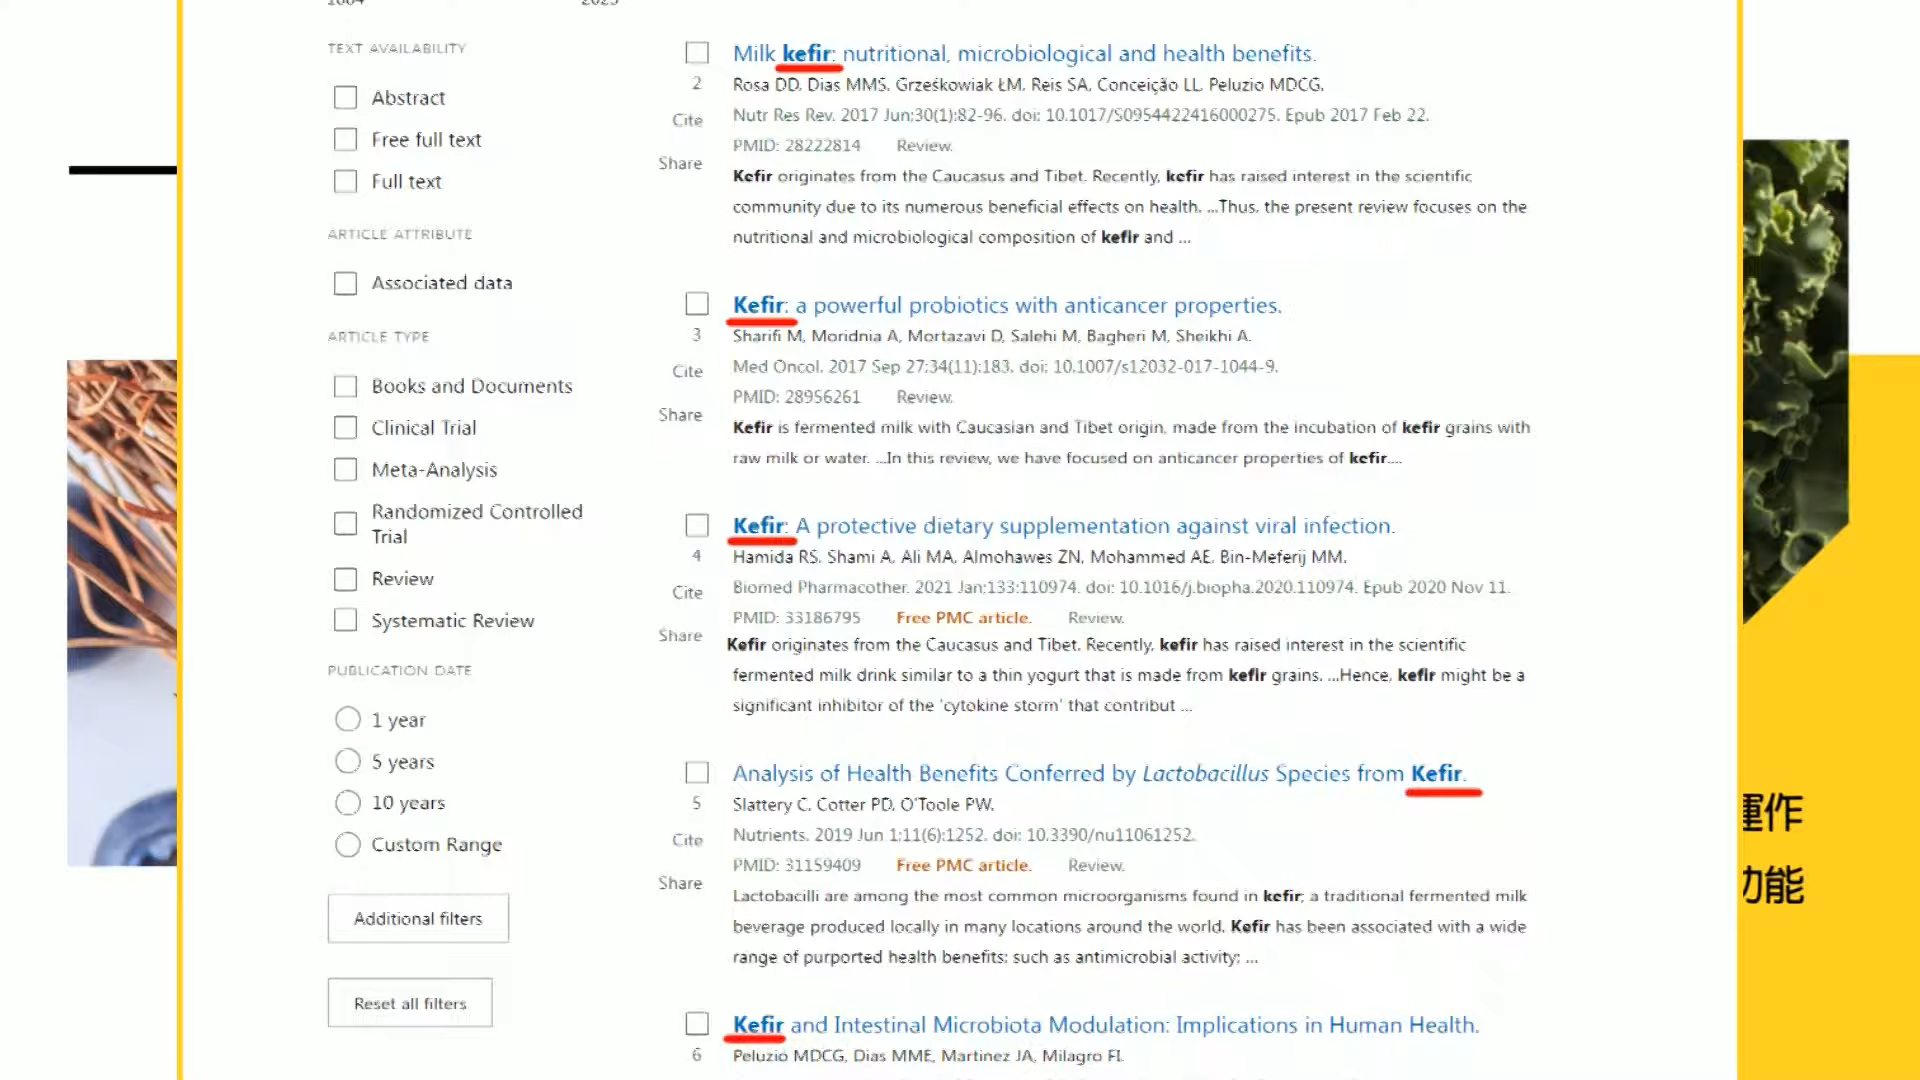 TEXT AVAILABILITY
Abstract
Free full text
Full text
ARTICLE ATTRIBUTE
Associated data
ARTICLE TYPE
Books and Documents
Clinical Trial
Meta-Analysis
Randomized Controlled
Trial
Review
Systematic Review
PUBLICATION DATE
1 year
5 years
10 years
Custom Range
Additional filters
Reset all filters
Milk kefir: nutritional, microbiological and health benefits.
2
Rosa DD, Dias MMS, Grześkowiak ŁM, Reis SA, Conceição LL, Peluzio MDCG.
Cite
Nutr Res Rev. 2017 Jun;30(1):82-96. doi: 10.1017/S0954422416000275. Epub 2017 Feb 22.
PMID: 28222814 Review.
Share
Kefir originates from the Caucasus and Tibet. Recently, kefir has raised interest in the scientific
community due to its numerous beneficial effects on health. ...Thus, the present review focuses on the
nutritional and microbiological composition of kefir and ...
Kefir: a powerful probiotics with anticancer properties.
3
Sharifi M, Moridnia A, Mortazavi D, Salehi M, Bagheri M, Sheikhi A.
Cite
Med Oncol. 2017 Sep 27;34(11):183. doi: 10.1007/s12032-017-1044-9.
PMID: 28956261 Review.
Share
Kefir is fermented milk with Caucasian and Tibet origin, made from the incubation of kefir grains with
raw milk or water. ...In this review, we have focused on anticancer properties of kefir....
Kefir: A protective dietary supplementation against viral infection.
4
Hamida RS, Shami A, Ali MA, Almohawes ZN, Mohammed AE, Bin-Meferij MM.
Cite
Biomed Pharmacother. 2021 Jan;133:110974. doi: 10.1016/j.biopha.2020.110974. Epub 2020 Nov 11.
PMID: 33186795 Free PMC article. Review.
Share
Kefir originates from the Caucasus and Tibet. Recently, kefir has raised interest in the scientific
fermented milk drink similar to a thin yogurt that is made from kefir grains. ...Hence, kefir might be a
significant inhibitor of the 'cytokine storm' that contribut ...
Analysis of Health Benefits Conferred by Lactobacillus Species from Kefir.
5
Slattery C, Cotter PD, O'Toole PW.
Cite
Nutrients. 2019 Jun 1;11(6):1252. doi: 10.3390/nu11061252.
PMID: 31159409 Free PMC article. Review.
Share
Lactobacilli are among the most common microorganisms found in kefir; a traditional fermented milk
beverage produced locally in many locations around the world. Kefir has been associated with a wide
range of purported health benefits; such as antimicrobial activity; ...
Kefir and Intestinal Microbiota Modulation: Implications in Human Health.
6
Peluzio MDCG, Dias MME, Martinez JA, Milagro FI.
運作
功能